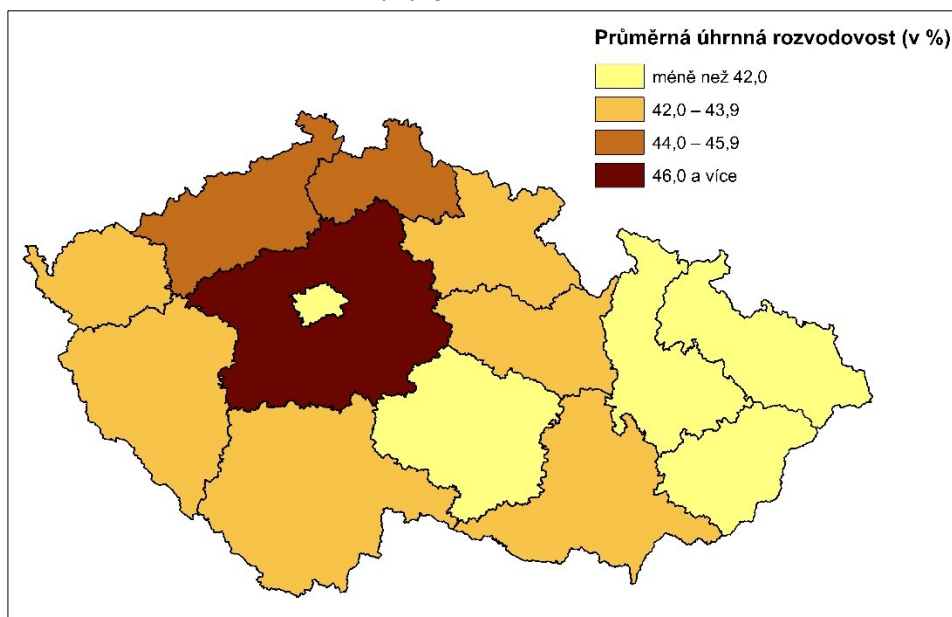 Průměrná úhrnná rozvodovost (v %)
méně než 42,0
42,0 – 43,9
44,0 – 45,9
46,0 a více